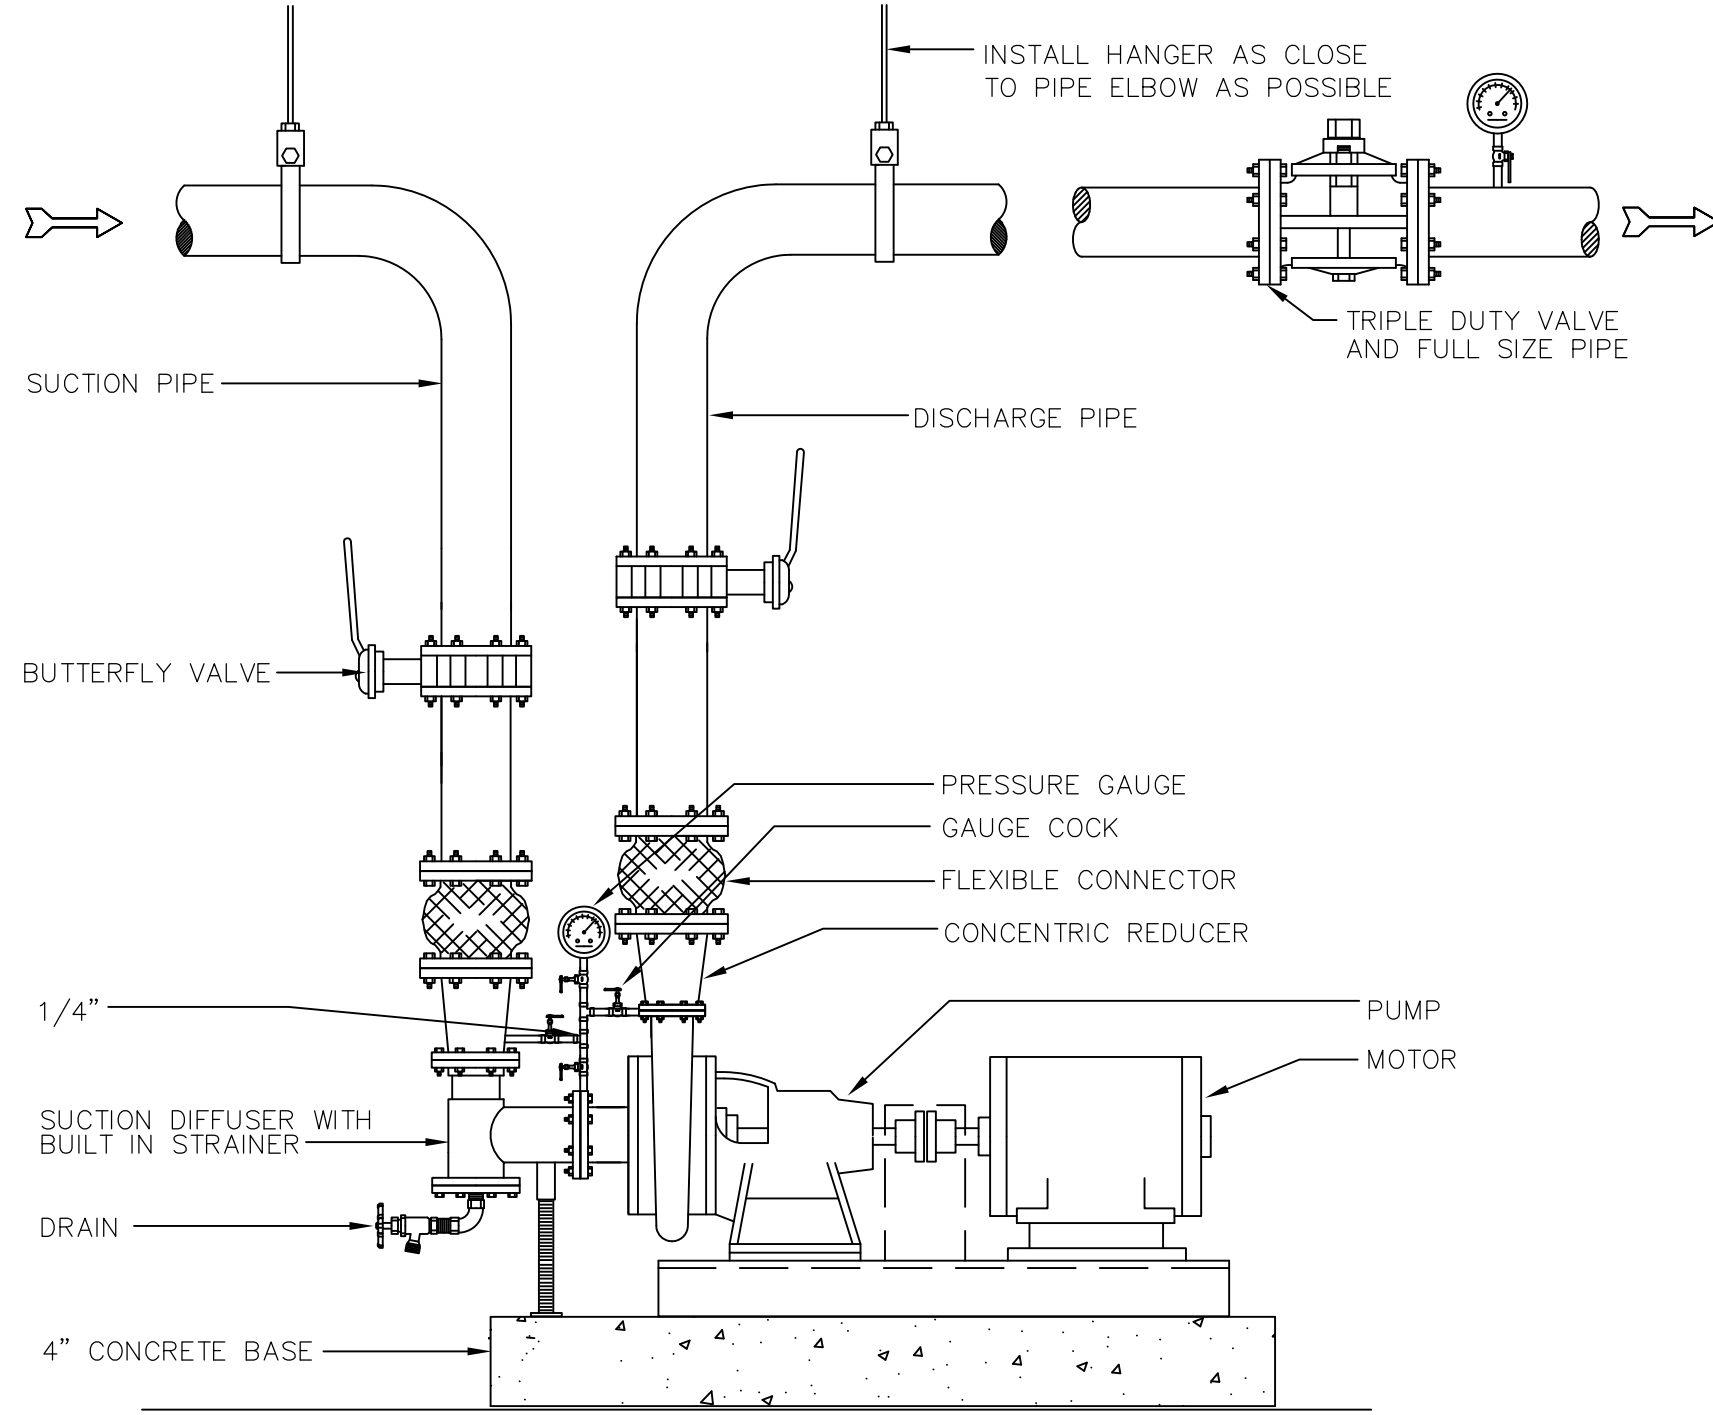 INSTALL HANGER AS CLOSE
TO PIPE ELBOW AS POSSIBLE
TRIPLE DUTY VALVE
AND FULL SIZE PIPE
SUCTION PIPE
DISCHARGE PIPE
BUTTERFLY VALVE
PRESSURE GAUGE
GAUGE COCK
FLEXIBLE CONNECTOR
CONCENTRIC REDUCER
1/4"
PUMP
MOTOR
SUCTION DIFFUSER WITH
BUILT IN STRAINER
DRAIN
4" CONCRETE BASE